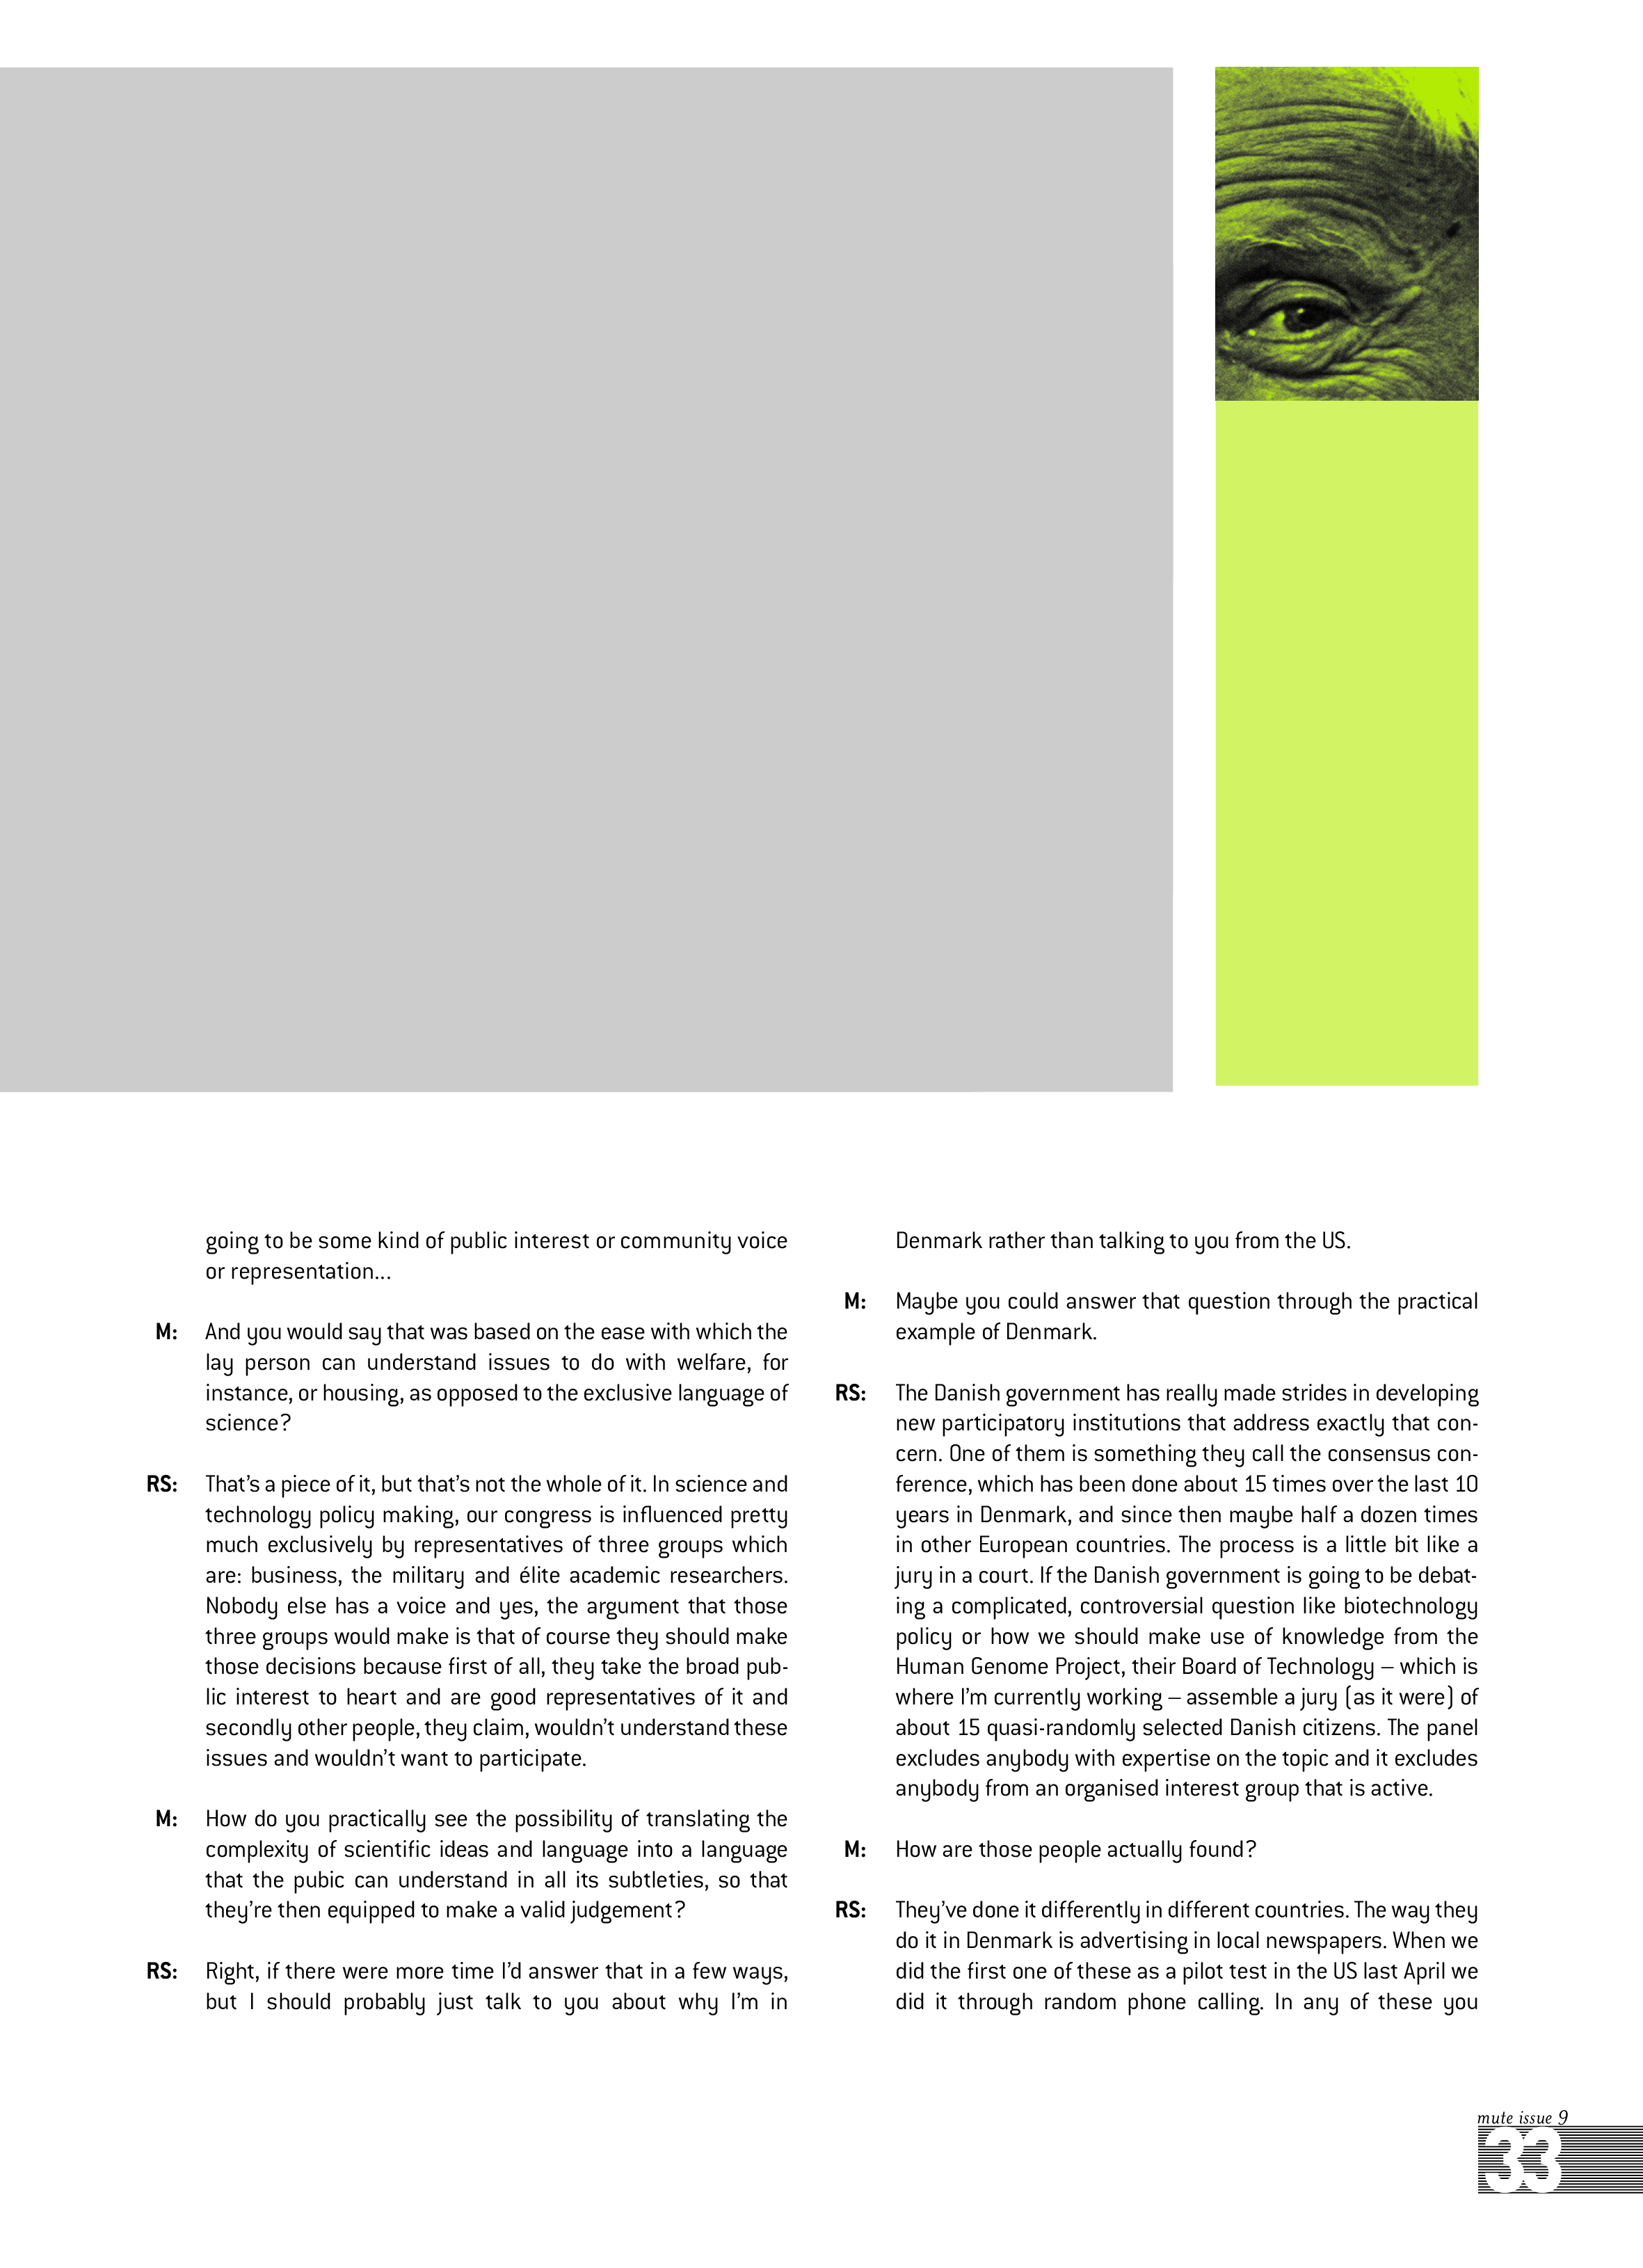 going to be some kind of public interest or community voice
or representation...
M: And you would say that was based on the ease with which the
lay person can understand issues to do with welfare, for
instance, or housing, as opposed to the exclusive language of
science?
RS: That's a piece of it, but that's not the whole of it. In science and
technology policy making, our congress is influenced pretty
much exclusively by representatives of three groups which
are: business, the military and élite academic researchers.
Nobody else has a voice and yes, the argument that those
three groups would make is that of course they should make
those decisions because first of all, they take the broad pub-
lic interest to heart and are good representatives of it and
secondly other people, they claim, wouldn't understand these
issues and wouldn't want to participate.
M: How do you practically see the possibility of translating the
complexity of scientific ideas and language into a language
that the pubic can understand in all its subtleties, so that
they're then equipped to make a valid judgement?
RS: Right, if there were more time I'd answer that in a few ways,
but I should probably just talk to you about why I'm in
Denmark rather than talking to you from the US.
M: Maybe you could answer that question through the practical
example of Denmark.
RS: The Danish government has really made strides in developing
new participatory institutions that address exactly that con-
cern. One of them is something they call the consensus con-
ference, which has been done about 15 times over the last 10
years in Denmark, and since then maybe half a dozen times
in other European countries. The process is a little bit like a
jury in a court. If the Danish government is going to be debat-
ing a complicated, controversial question like biotechnology
policy or how we should make use of knowledge from the
Human Genome Project, their Board of Technology – which is
where I'm currently working – assemble a jury (as it were) of
about 15 quasi-randomly selected Danish citizens. The panel
excludes anybody with expertise on the topic and it excludes
anybody from an organised interest group that is active.
M: How are those people actually found?
RS: They've done it differently in different countries. The way they
do it in Denmark is advertising in local newspapers. When we
did the first one of these as a pilot test in the US last April we
did it through random phone calling. In any of these you
mute issue 9
33